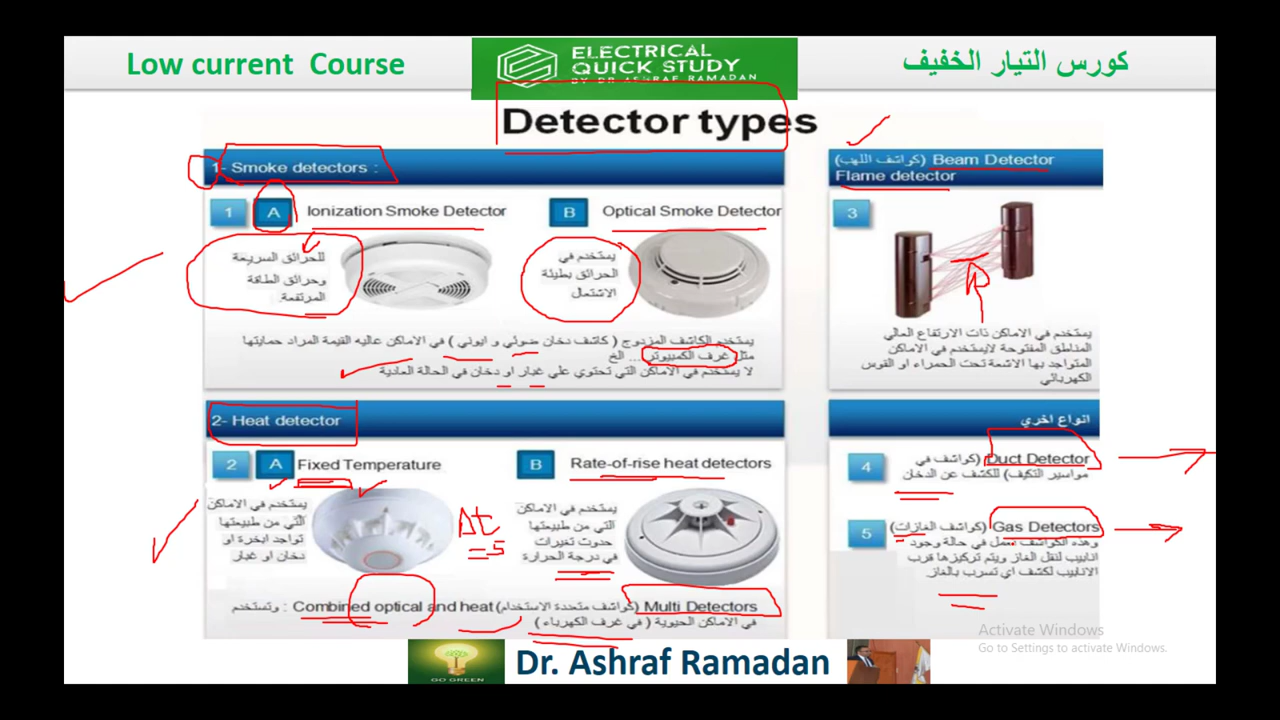 Low current Course
ELECTRICAL
QUICK STUDY
BY DR ASHRAF RAMADAN
كورس التيار الخفيف
Detector types
1- Smoke detectors :
1 A Ionization Smoke Detector
للحرائق السريعة
وحرائق الطاقة
المرتفعة
B Optical Smoke Detector
يستخدم في
الحرائق بطيئة
الاشتعال
يستخدم الكاشف المزدوج ( كاشف دخان ضوئي و ايوني ) في الاماكن عاليه القيمة المراد حمايتها
مثل غرف الكمبيوتر ... الخ
لا يستخدم في الاماكن التي تحتوي علي غبار او دخان في الحالة العادية
Beam Detector (كواشف اللهب)
Flame detector
3
يستخدم في الاماكن ذات الارتفاع العالي
المناطق المفتوحة لايستخدم في الاماكن
المتواجد بها الاشعة تحت الحمراء او القوس
الكهربائي
2- Heat detector
2 A Fixed Temperature
يستخدم في الاماكن
التي من طبيعتها
تواجد ابخرة او
دخان او غبار
Δt
=5
B Rate-of-rise heat detectors
يستخدم في الاماكن
التي من طبيعتها
حدوث تغيرات
في درجة الحرارة
Multi Detectors (كواشف متعددة الاستخدام) Combined optical and heat : وتستخدم
في الاماكن الحيوية ( في غرف الكهرباء )
انواع اخري
4
Duct Detector (كواشف في
مواسير التكيف) للكشف عن الدخان
5
Gas Detectors (كواشف الغازات)
وهذه الكواشف تعمل في حالة وجود
انابيب لنقل الغاز ويتم تركيزها قرب
الانابيب لكشف اي تسرب بالغاز
Activate Windows
Go to Settings to activate Windows.
GO GREEN
Dr. Ashraf Ramadan